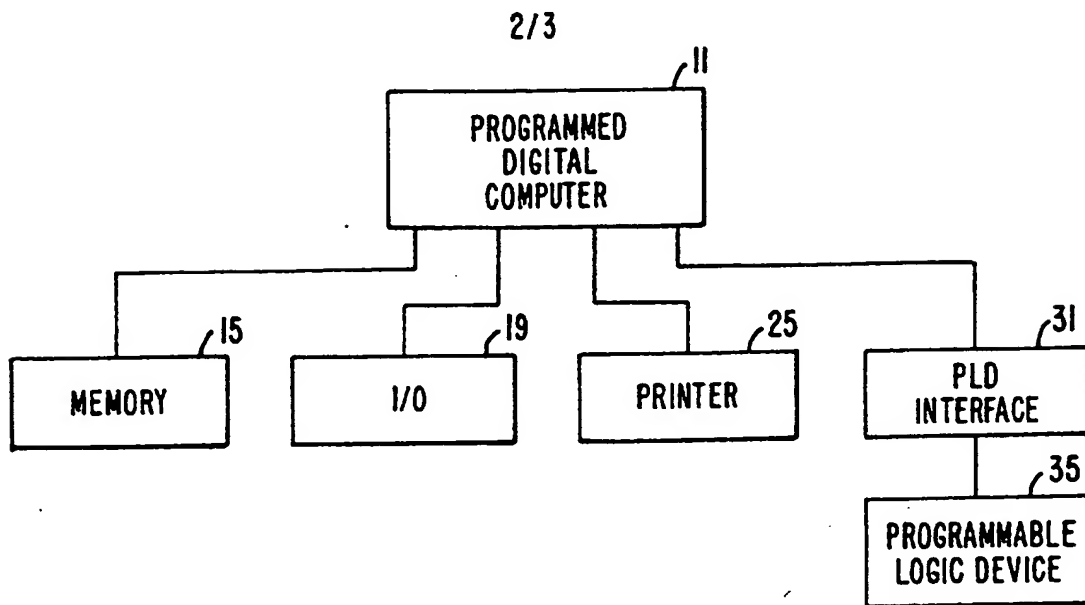 2/3
11
PROGRAMMED
DIGITAL
COMPUTER
15
MEMORY
19
I/O
25
PRINTER
31
PLD
INTERFACE
35
PROGRAMMABLE
LOGIC DEVICE